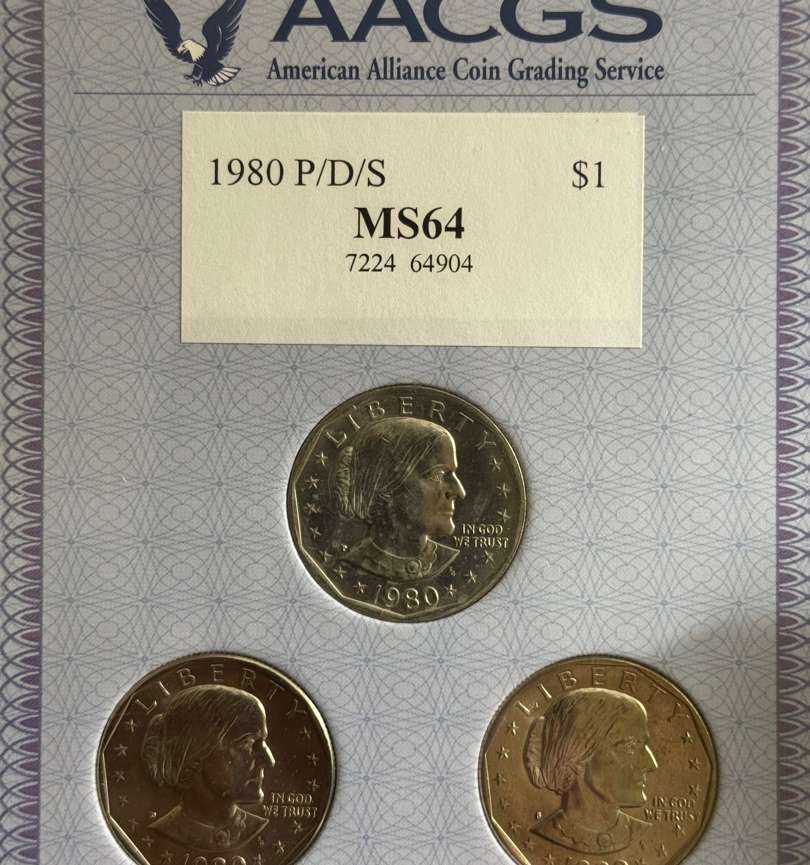 AACGS
American Alliance Coin Grading Service
1980 P/D/S $1
MS64
7224 64904
LIBERTY
IN GOD
WE TRUST
P
1980
LIBERTY
IN GOD
WE TRUST
1980
LIBERTY
IN GOD
WE TRUST